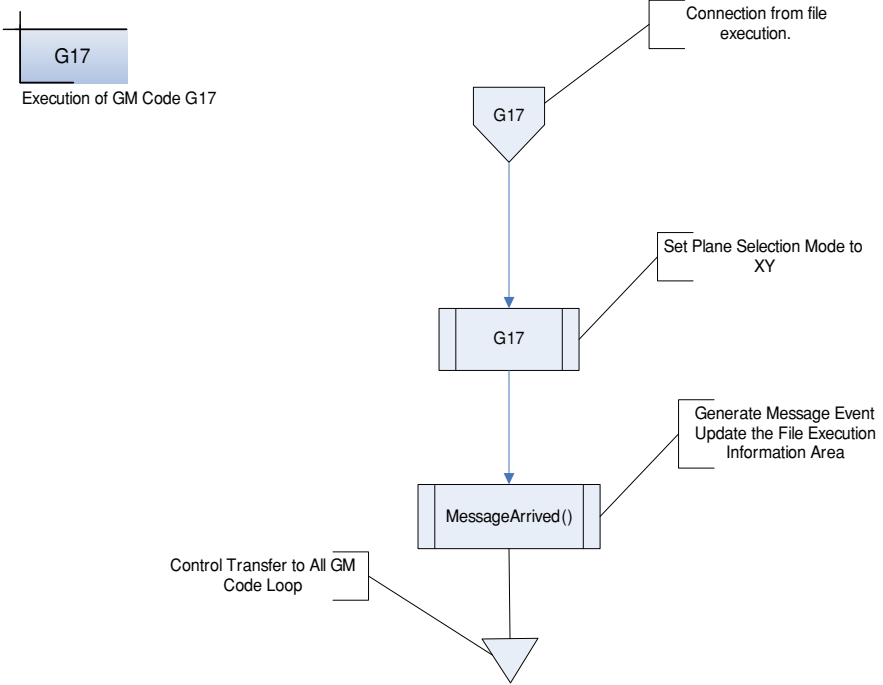 G17
Execution of GM Code G17
Connection from file
execution.
G17
Set Plane Selection Mode to
XY
G17
Generate Message Event
Update the File Execution
Information Area
MessageArrived()
Control Transfer to All GM
Code Loop